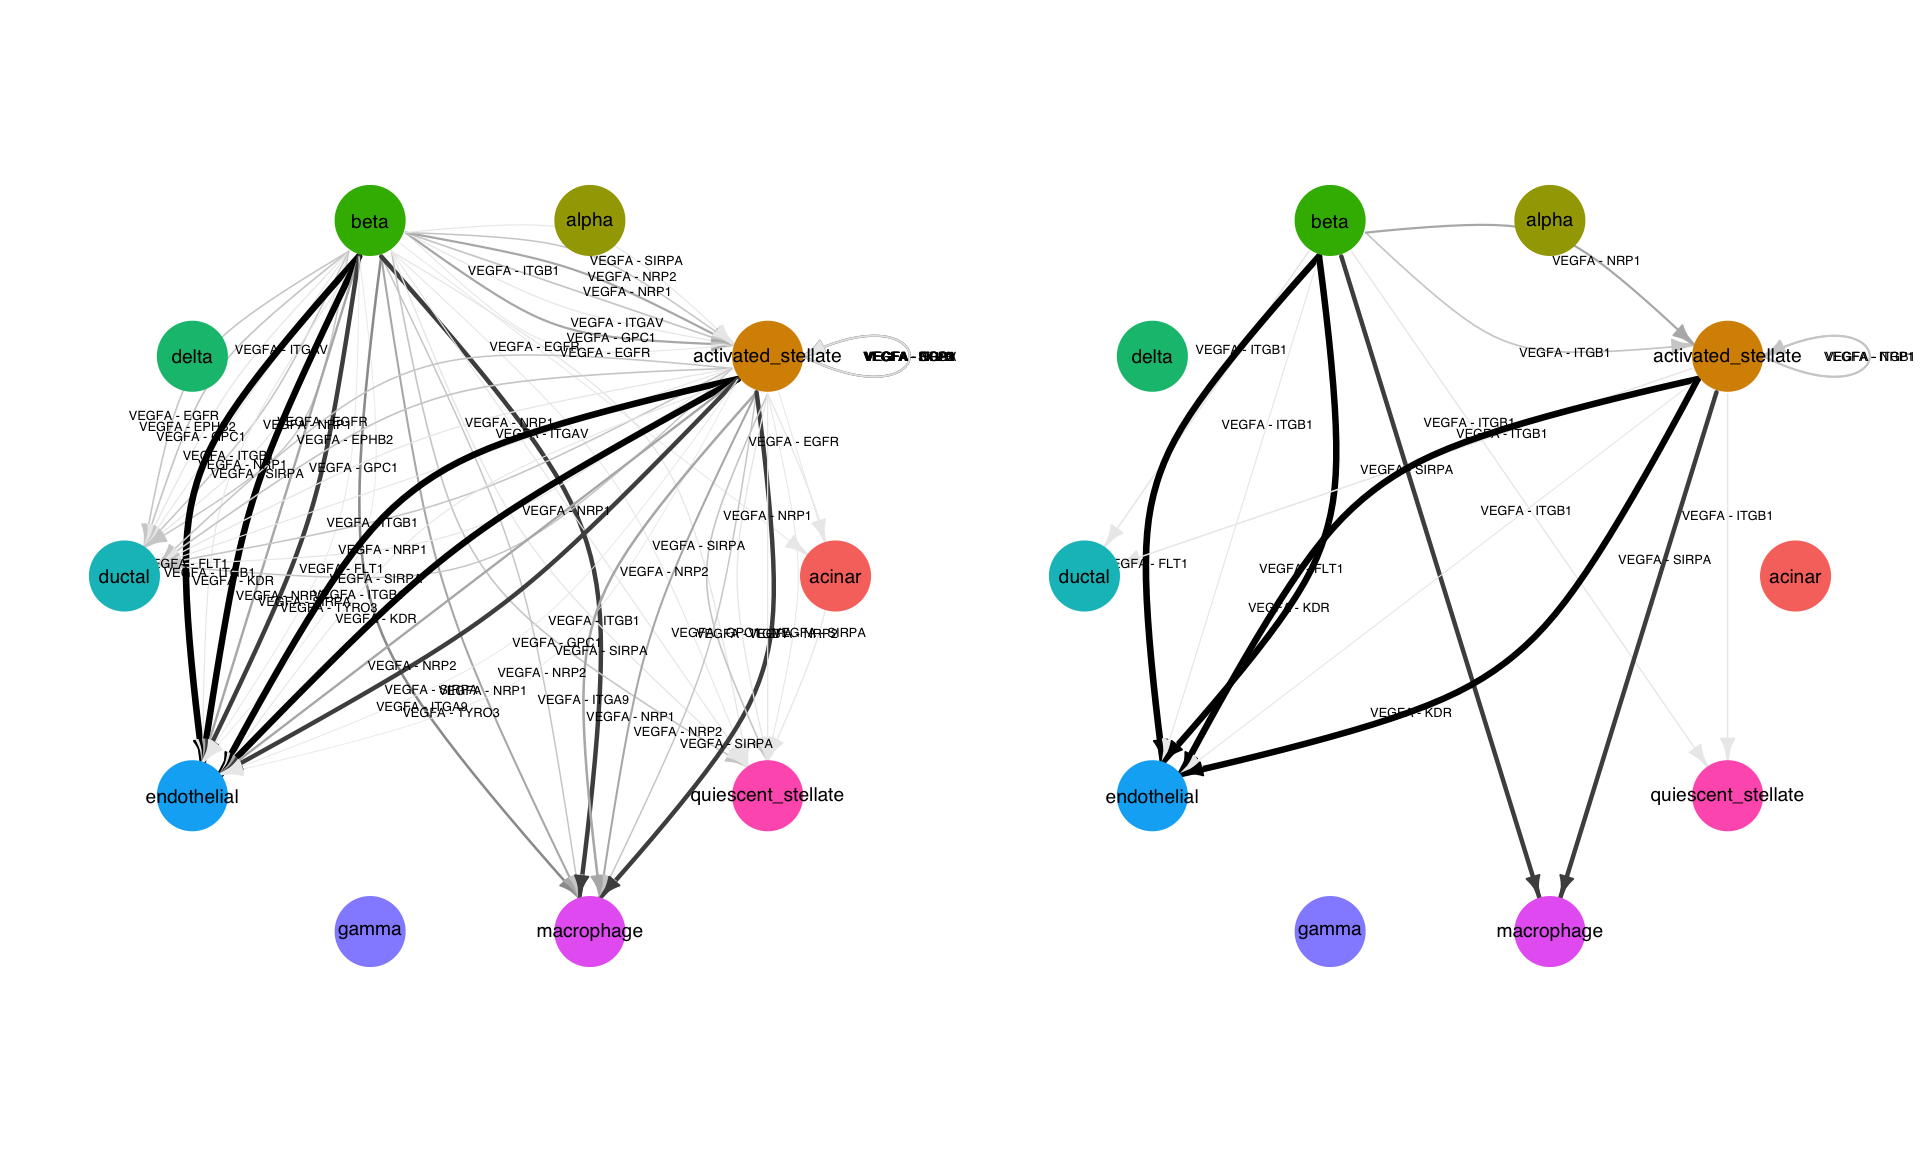 beta
alpha
VEGFA - SIRPA
VEGFA - ITGB1
VEGFA - NRP2
VEGFA - NRP1
VEGFA - ITGAV
VEGFA - GPC1
VEGFA - EGFR
VEGFA - EGFR
VEGFA - ITGAV
delta
activated_stellate
VEGFA - EGFR
VEGFA - EPHB2
VEGFA - GPC1
VEGFA - EGFR
VEGFA - NRP1
VEGFA - EPHB2
VEGFA - NRP1
VEGFA - ITGAV
VEGFA - EGFR
VEGFA - ITGB1
VEGFA - NRP1
VEGFA - SIRPA
VEGFA - GPC1
VEGFA - NRP1
VEGFA - NRP1
VEGFA - ITGB1
VEGFA - NRP1
VEGFA - SIRPA
VEGFA - FLT1
VEGFA - ITGB1
VEGFA - KDR
VEGFA - FLT1
VEGFA - SIRPA
VEGFA - NRP2
ductal
acinar
VEGFA - NRP1
VEGFA - SIRPA
VEGFA - TYRO3
VEGFA - ITGB1
VEGFA - KDR
VEGFA - ITGB1
VEGFA - GPC1
VEGFA - SIRPA
VEGFA - NRP2
VEGFA - SIRPA
VEGFA - NRP2
VEGFA - NRP2
VEGFA - SIRPA
VEGFA - NRP1
VEGFA - ITGA9
VEGFA - TYRO3
VEGFA - ITGA9
VEGFA - NRP1
VEGFA - NRP2
VEGFA - SIRPA
endothelial
quiescent_stellate
gamma
macrophage
beta
alpha
VEGFA - NRP1
VEGFA - ITGB1
VEGFA - ITGB1
delta
activated_stellate
VEGFA - ITGB1
VEGFA - ITGB1
VEGFA - ITGB1
VEGFA - ITGB1
VEGFA - SIRPA
VEGFA - ITGB1
VEGFA - ITGB1
VEGFA - FLT1
VEGFA - FLT1
VEGFA - SIRPA
ductal
acinar
VEGFA - KDR
VEGFA - KDR
endothelial
quiescent_stellate
gamma
macrophage